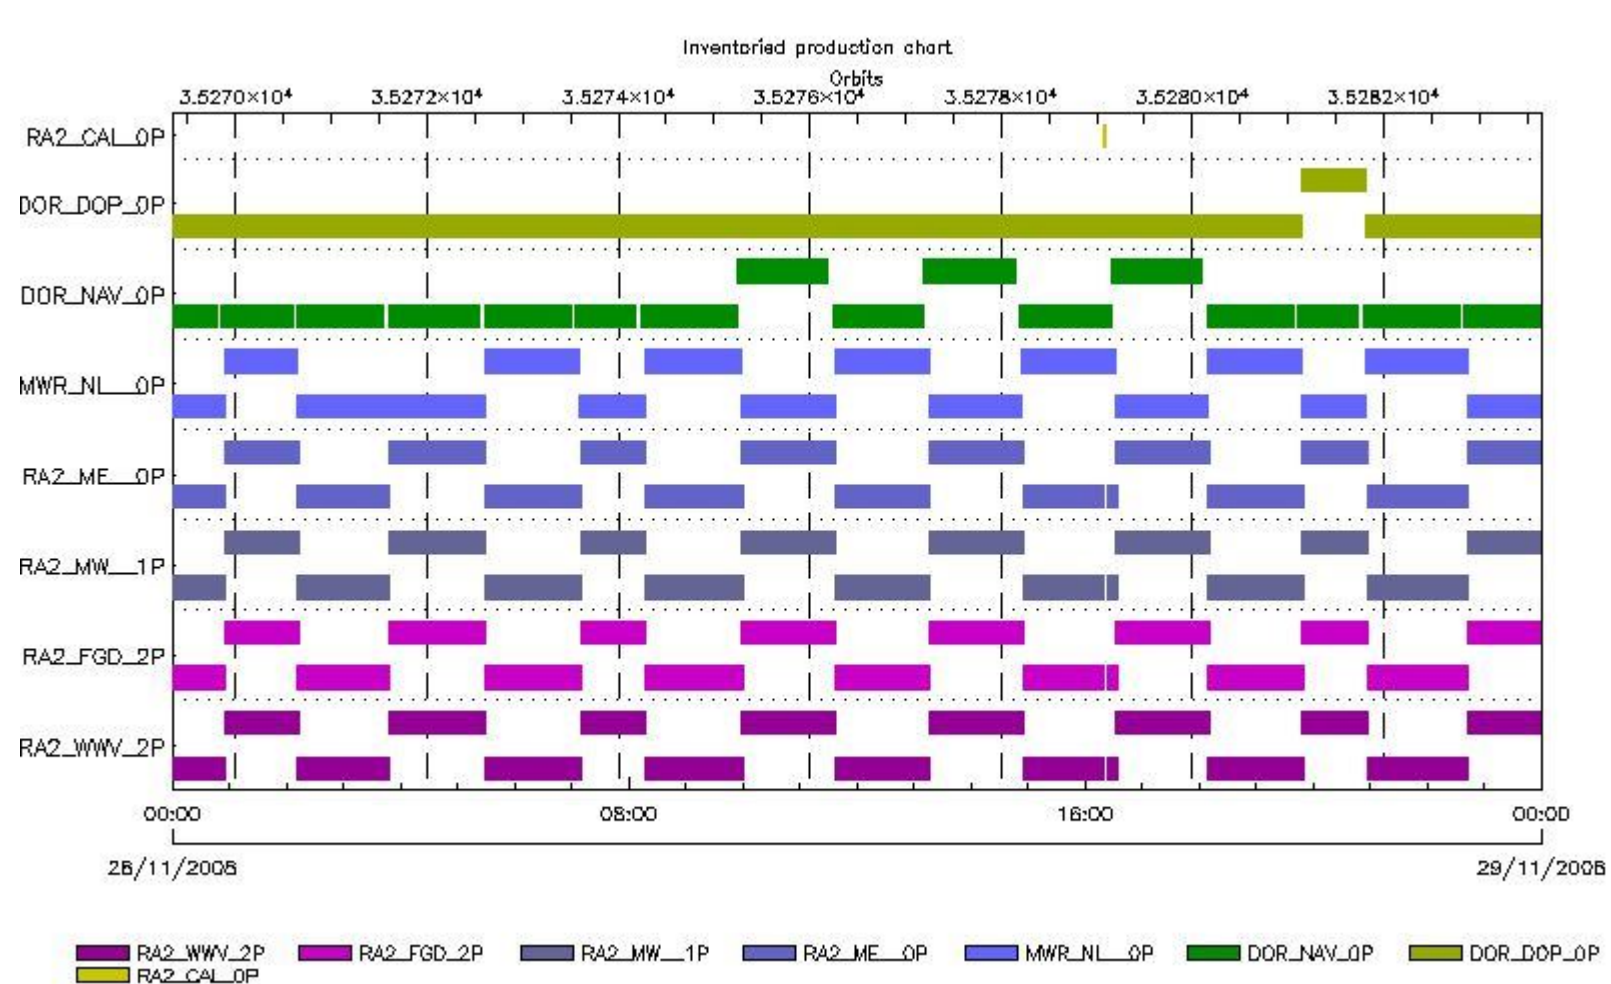 Inventoried production chart
Orbits
3.5270×10⁴ 3.5272×10⁴ 3.5274×10⁴ 3.5276×10⁴ 3.5278×10⁴ 3.5280×10⁴ 3.5282×10⁴
RA2_CAL_0P
DOR_DOP_0P
DOR_NAV_0P
MWR_NL__0P
RA2_ME__0P
RA2_MW__1P
RA2_FGD_2P
RA2_WWV_2P
00:00 08:00 16:00 00:00
28/11/2008 29/11/2008
RA2_WWV_2P RA2_FGD_2P RA2_MW__1P RA2_ME__0P MWR_NL__0P DOR_NAV_0P DOR_DOP_0P
RA2_CAL_0P